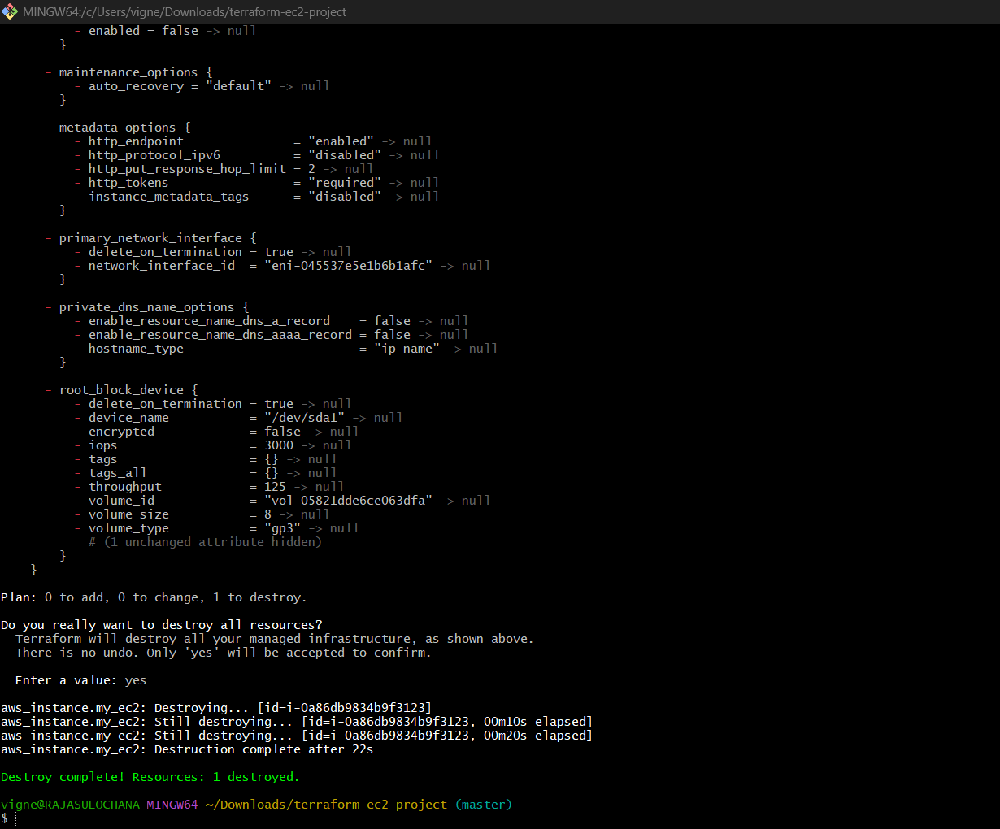 MINGW64:/c/Users/vigne/Downloads/terraform-ec2-project
          - enabled = false -> null
        }

      - maintenance_options {
          - auto_recovery = "default" -> null
        }

      - metadata_options {
          - http_endpoint               = "enabled" -> null
          - http_protocol_ipv6          = "disabled" -> null
          - http_put_response_hop_limit = 2 -> null
          - http_tokens                 = "required" -> null
          - instance_metadata_tags      = "disabled" -> null
        }

      - primary_network_interface {
          - delete_on_termination = true -> null
          - network_interface_id  = "eni-045537e5e1b6b1afc" -> null
        }

      - private_dns_name_options {
          - enable_resource_name_dns_a_record    = false -> null
          - enable_resource_name_dns_aaaa_record = false -> null
          - hostname_type                        = "ip-name" -> null
        }

      - root_block_device {
          - delete_on_termination = true -> null
          - device_name           = "/dev/sda1" -> null
          - encrypted             = false -> null
          - iops                  = 3000 -> null
          - tags                  = {} -> null
          - tags_all              = {} -> null
          - throughput            = 125 -> null
          - volume_id             = "vol-05821dde6ce063dfa" -> null
          - volume_size           = 8 -> null
          - volume_type           = "gp3" -> null
            # (1 unchanged attribute hidden)
        }
    }

Plan: 0 to add, 0 to change, 1 to destroy.

Do you really want to destroy all resources?
  Terraform will destroy all your managed infrastructure, as shown above.
  There is no undo. Only 'yes' will be accepted to confirm.

  Enter a value: yes

aws_instance.my_ec2: Destroying... [id=i-0a86db9834b9f3123]
aws_instance.my_ec2: Still destroying... [id=i-0a86db9834b9f3123, 00m10s elapsed]
aws_instance.my_ec2: Still destroying... [id=i-0a86db9834b9f3123, 00m20s elapsed]
aws_instance.my_ec2: Destruction complete after 22s

Destroy complete! Resources: 1 destroyed.

vigne@RAJASULOCHANA MINGW64 ~/Downloads/terraform-ec2-project (master)
$